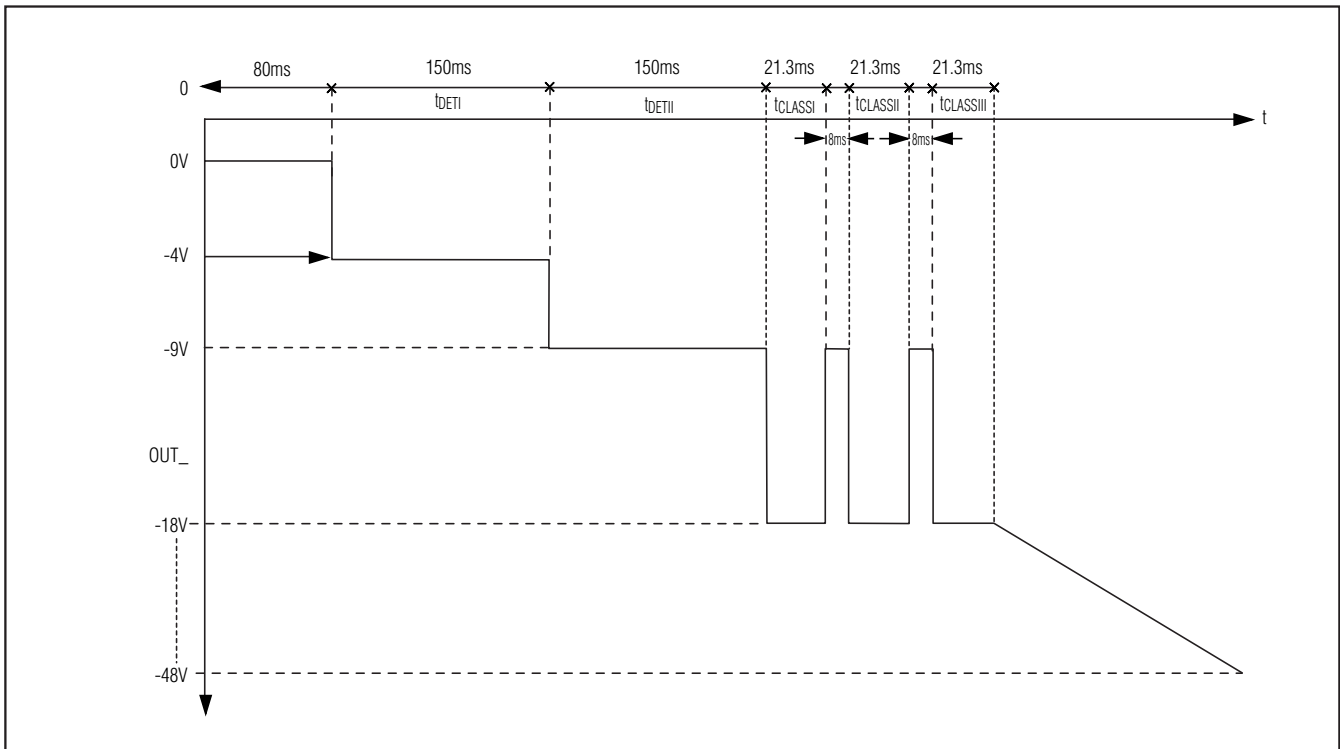 80ms 150ms 150ms 21.3ms 21.3ms 21.3ms
0
tDETI tDETII tCLASSI tCLASSII tCLASSIII
t
8ms 8ms
0V
-4V
-9V
OUT_
-18V
-48V